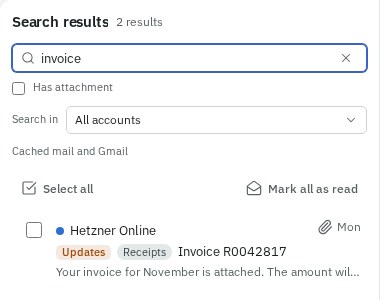 Search results 2 results
invoice
Has attachment
Search in All accounts
Cached mail and Gmail
Select all Mark all as read
Hetzner Online Mon
Updates Receipts Invoice R0042817
Your invoice for November is attached. The amount wil...